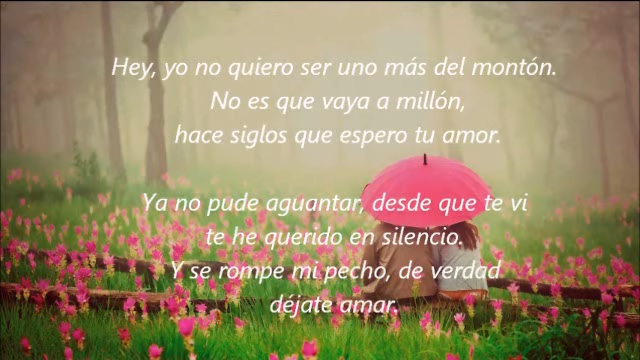 Hey, yo no quiero ser uno más del montón.
No es que vaya a millón,
hace siglos que espero tu amor.
Ya no pude aguantar, desde que te vi
te he querido en silencio.
Y se rompe mi pecho, de verdad
déjate amar.